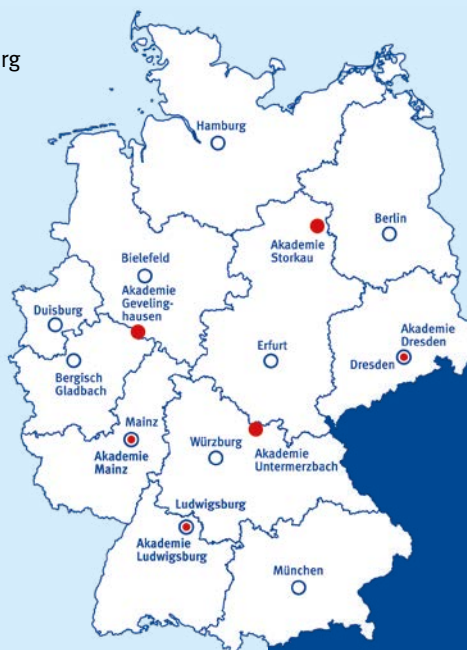 rg
Hamburg
Akademie
Storkau
Berlin
Bielefeld
Akademie
Geveling-
hausen
Duisburg
Bergisch
Gladbach
Erfurt
Akademie
Dresden
Dresden
Mainz
Akademie
Mainz
Würzburg
Akademie
Untermerzbach
Ludwigsburg
Akademie
Ludwigsburg
München